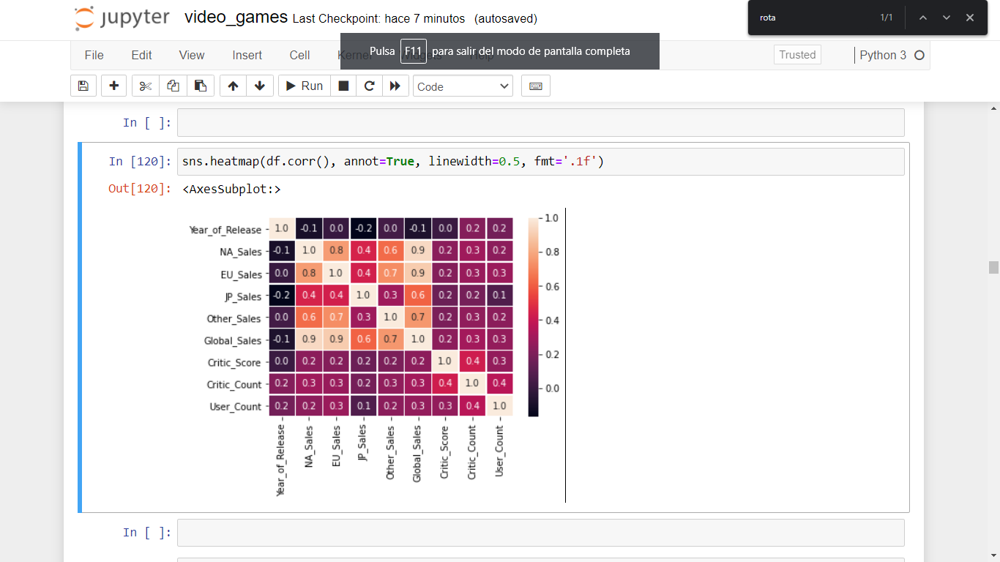 jupyter video_games Last Checkpoint: hace 7 minutos (autosaved)
rota 1/1
File Edit View Insert Cell Kernel Widgets Help
Pulsa F11 para salir del modo de pantalla completa
Trusted Python 3
Run Code
In [ ]:
In [120]: sns.heatmap(df.corr(), annot=True, linewidth=0.5, fmt='.1f')
Out[120]: <AxesSubplot:>
Year_of_Release 1.0 -0.1 0.0 -0.2 0.0 -0.1 0.0 0.2 0.2
NA_Sales -0.1 1.0 0.8 0.4 0.6 0.9 0.2 0.3 0.2
EU_Sales 0.0 0.8 1.0 0.4 0.7 0.9 0.2 0.3 0.3
JP_Sales -0.2 0.4 0.4 1.0 0.3 0.6 0.2 0.2 0.1
Other_Sales 0.0 0.6 0.7 0.3 1.0 0.7 0.2 0.3 0.2
Global_Sales -0.1 0.9 0.9 0.6 0.7 1.0 0.2 0.3 0.3
Critic_Score 0.0 0.2 0.2 0.2 0.2 0.2 1.0 0.4 0.3
Critic_Count 0.2 0.3 0.3 0.2 0.3 0.3 0.4 1.0 0.4
User_Count 0.2 0.2 0.3 0.1 0.2 0.3 0.3 0.4 1.0
Year_of_Release
NA_Sales
EU_Sales
JP_Sales
Other_Sales
Global_Sales
Critic_Score
Critic_Count
User_Count
1.0
0.8
0.6
0.4
0.2
0.0
In [ ]: